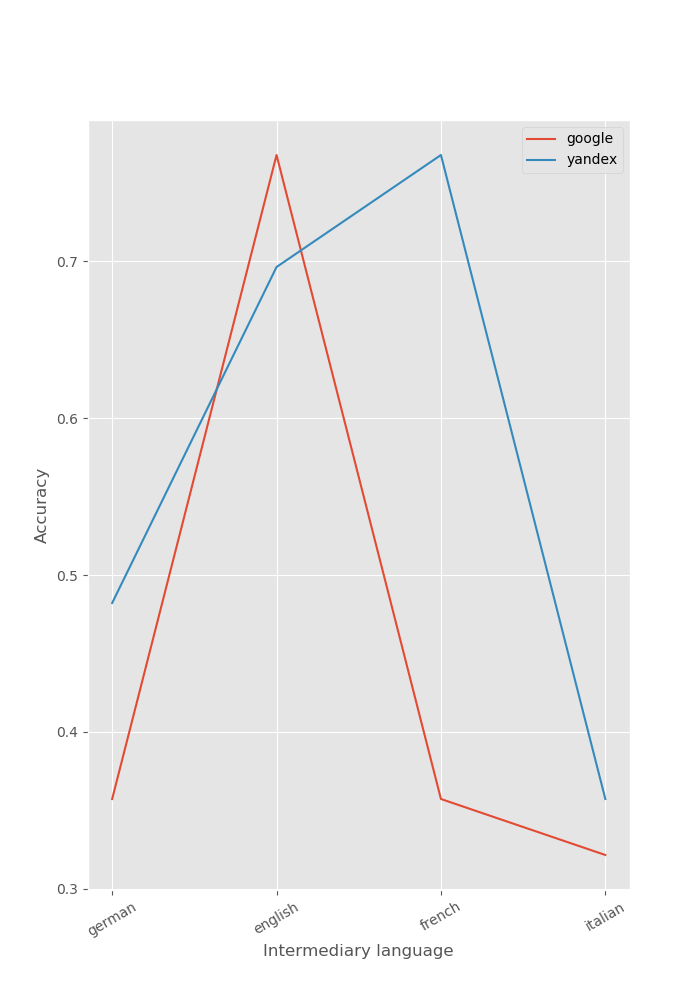 google
yandex
0.7
0.6
0.5
0.4
0.3
Accuracy
german
english
french
italian
Intermediary language